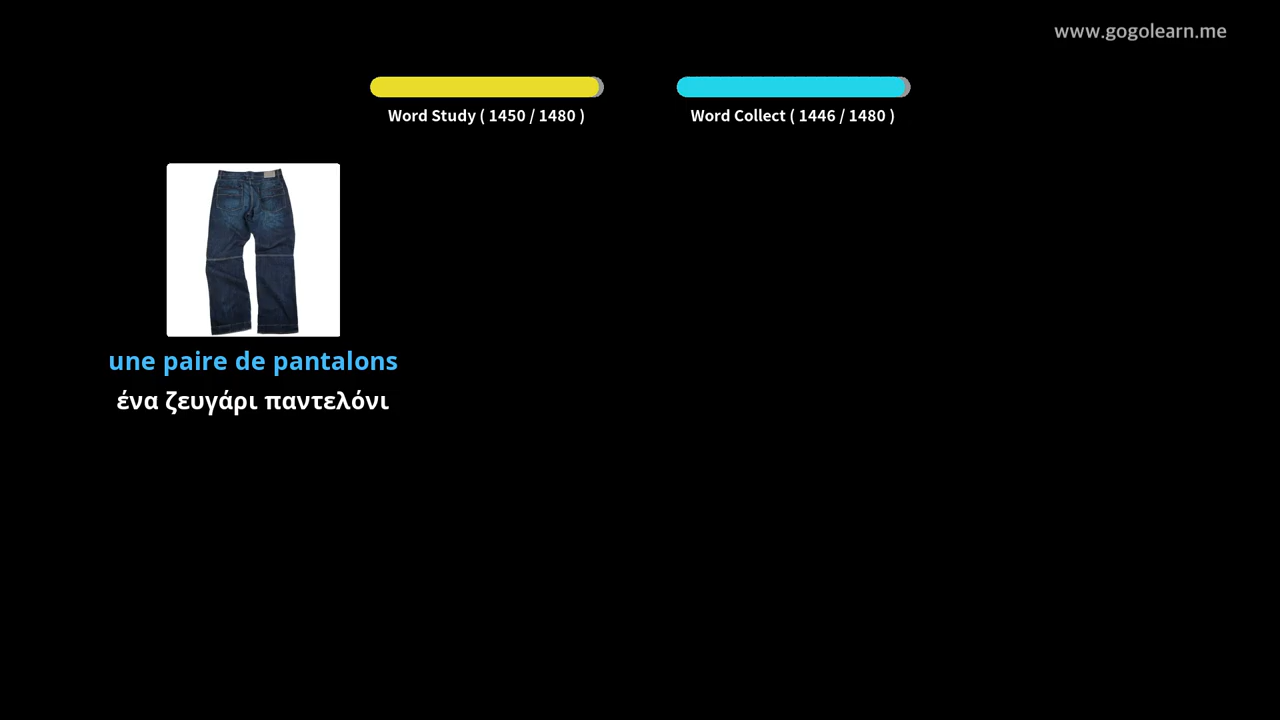 www.gogolearn.me
Word Study ( 1450 / 1480 )
Word Collect ( 1446 / 1480 )
une paire de pantalons
ένα ζευγάρι παντελόνι